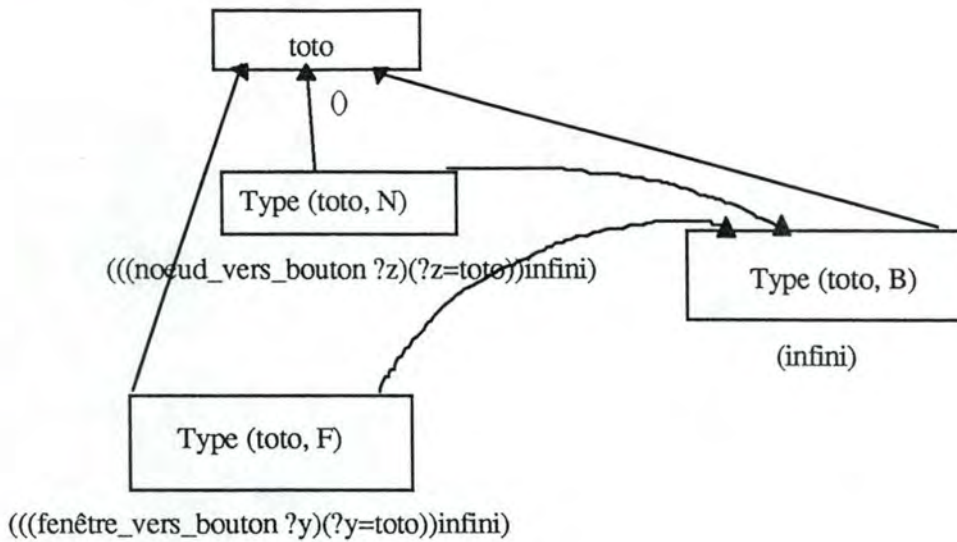 toto
()
Type (toto, N)
(((noeud_vers_bouton ?z)(?z=toto))infini)
Type (toto, B)
(infini)
Type (toto, F)
(((fenêtre_vers_bouton ?y)(?y=toto))infini)